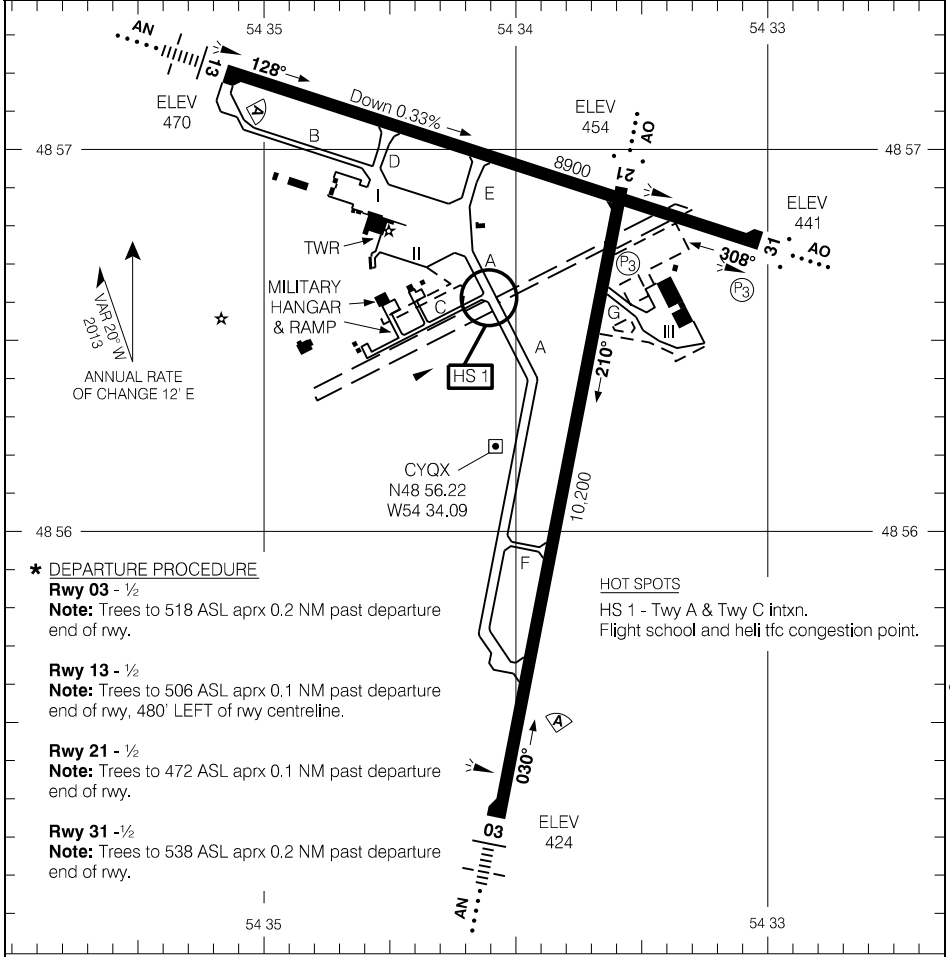 54 35
54 34
54 33
AN
13
128°
ELEV
470
A
Down 0.33%
ELEV
454
AO
21
48 57
48 57
B
D
8900
E
I
ELEV
441
31
AO
308°
TWR
II
A
P3
P3
MILITARY
HANGAR
& RAMP
C
G
III
VAR 20° W
2013
A
210°
HS 1
ANNUAL RATE
OF CHANGE 12' E
CYQX
N48 56.22
W54 34.09
10,200
48 56
48 56
F
* DEPARTURE PROCEDURE
Rwy 03 - ½
Note: Trees to 518 ASL aprx 0.2 NM past departure
end of rwy.
Rwy 13 - ½
Note: Trees to 506 ASL aprx 0.1 NM past departure
end of rwy, 480' LEFT of rwy centreline.
Rwy 21 - ½
Note: Trees to 472 ASL aprx 0.1 NM past departure
end of rwy.
Rwy 31 -½
Note: Trees to 538 ASL aprx 0.2 NM past departure
end of rwy.
HOT SPOTS
HS 1 - Twy A & Twy C intxn.
Flight school and heli tfc congestion point.
A
030°
03
ELEV
424
AN
54 35
54 33